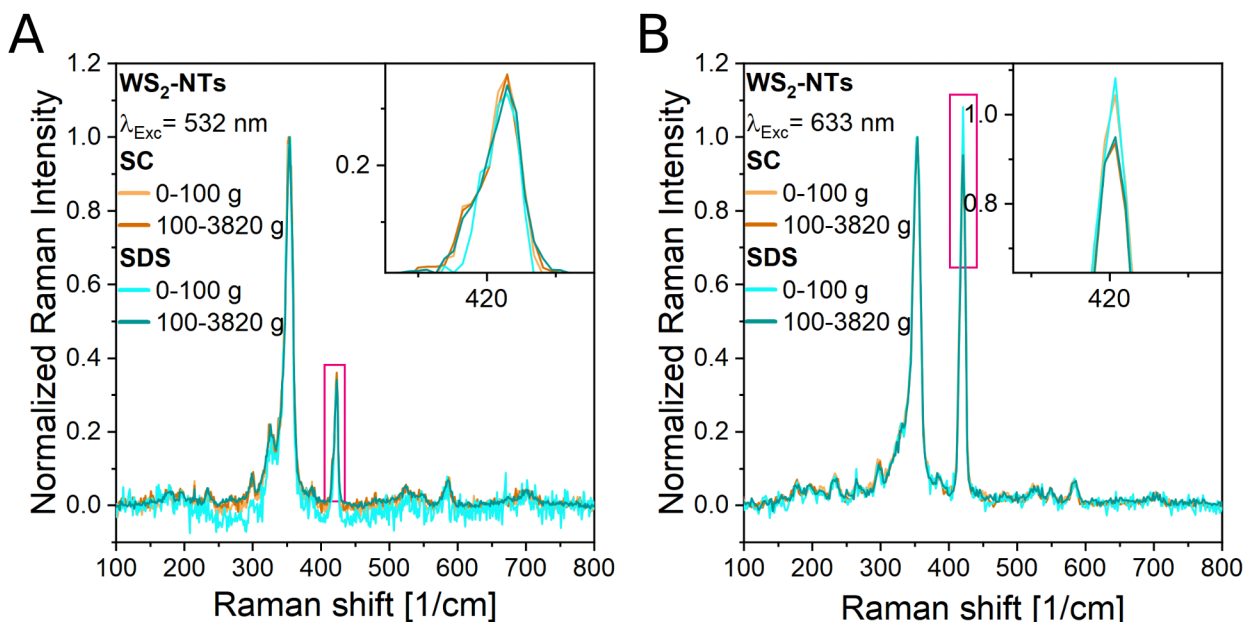 A
Normalized Raman Intensity
1.2
1.0
0.8
0.6
0.4
0.2
0.0
WS₂-NTs
λExc= 532 nm
SC
0-100 g
100-3820 g
SDS
0-100 g
100-3820 g
0.2
420
100 200 300 400 500 600 700 800
Raman shift [1/cm]
B
Normalized Raman Intensity
1.2
1.0
0.8
0.6
0.4
0.2
0.0
WS₂-NTs
λExc= 633 nm
SC
0-100 g
100-3820 g
SDS
0-100 g
100-3820 g
1.0
0.8
420
100 200 300 400 500 600 700 800
Raman shift [1/cm]